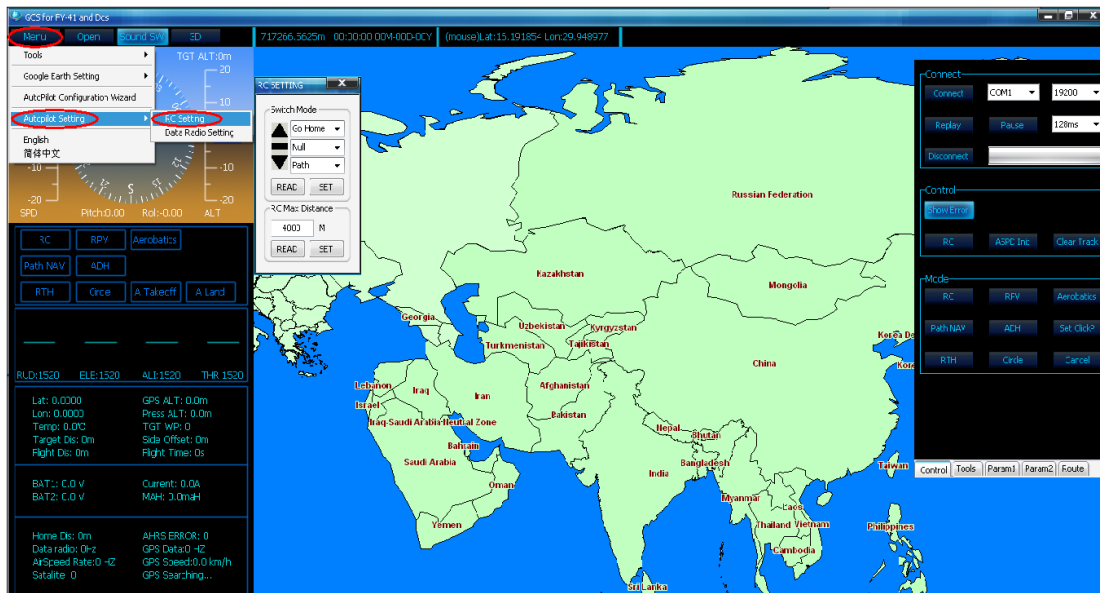 GCS for FY-41 and Dcs
Menu Open Sound SW 3D 717266.5625m 00:00:00 00M-00D-00Y (mouse)Lat:15.191854 Lon:29.948977
Tools
Google Earth Setting
AutoPilot Configuration Wizard
Autopilot Setting
English
简体中文
RC Setting
Data Radio Setting
TGT ALT:0m
20
10
-10
-10
-20
-20
S
SPD Pitch:0.00 Roll:-0.00 ALT
RC RPV Aerobatics
Path NAV ADH
RTH Circle A Takeoff A Land
RUD:1520 ELE:1520 ALI:1520 THR 1520
Lat: 0.0000 GPS ALT: 0.0m
Lon: 0.0000 Press ALT: 0.0m
Temp: 0.0℃ TGT WP: 0
Target Dis: 0m Side Offset: 0m
Flight Dis: 0m Flight Time: 0s
BAT1: 0.0 V Current: 0.0A
BAT2: 0.0 V MAH: 0.0maH
Home Dis: 0m AHRS ERROR: 0
Data radio: 0Hz GPS Data:0 HZ
AirSpeed Rate:0 HZ GPS Speed:0.0 km/h
Satalite 0 GPS Searching...
RC SETTING
Switch Mode
Go Home
Null
Path
READ SET
RC Max Distance
4000 M
READ SET
Russian Federation
Kazakhstan
Mongolia
Georgia
Uzbekistan
Kyrgyzstan
Turkmenistan
Tajikistan
China
Lebanon
Iraq
Iran
Afghanistan
Israel
Pakistan
Iraq-Saudi Arabia Neutral Zone
Nepal
Bhutan
Bahrain
Saudi Arabia
India
Bangladesh
Taiwan
Oman
Myanmar
Laos
Yemen
Thailand
Vietnam
Philippines
Cambodia
Sri Lanka
Connect
Connect COM1 19200
Replay Pause 128ms
Disconnect
Control
Show Error
RC ASPD Init Clear Track
Mode
RC RPV Aerobatics
Path NAV ADH Set Click?
RTH Circle Cancel
Control Tools Param1 Param2 Route